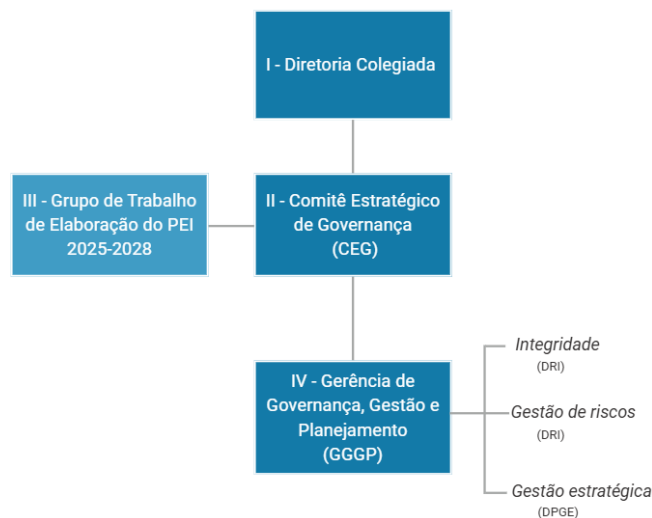 I - Diretoria Colegiada
III - Grupo de Trabalho
de Elaboração do PEI
2025-2028
II - Comitê Estratégico
de Governança
(CEG)
IV - Gerência de
Governança, Gestão e
Planejamento
(GGGP)
Integridade
(DRI)
Gestão de riscos
(DRI)
Gestão estratégica
(DPGE)